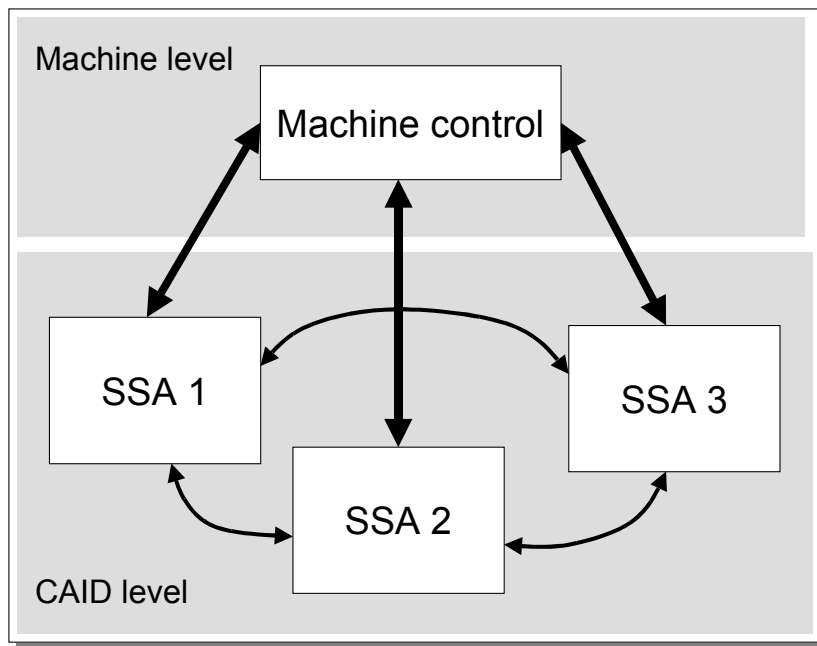 Machine level
Machine control
SSA 1
SSA 3
SSA 2
CAID level